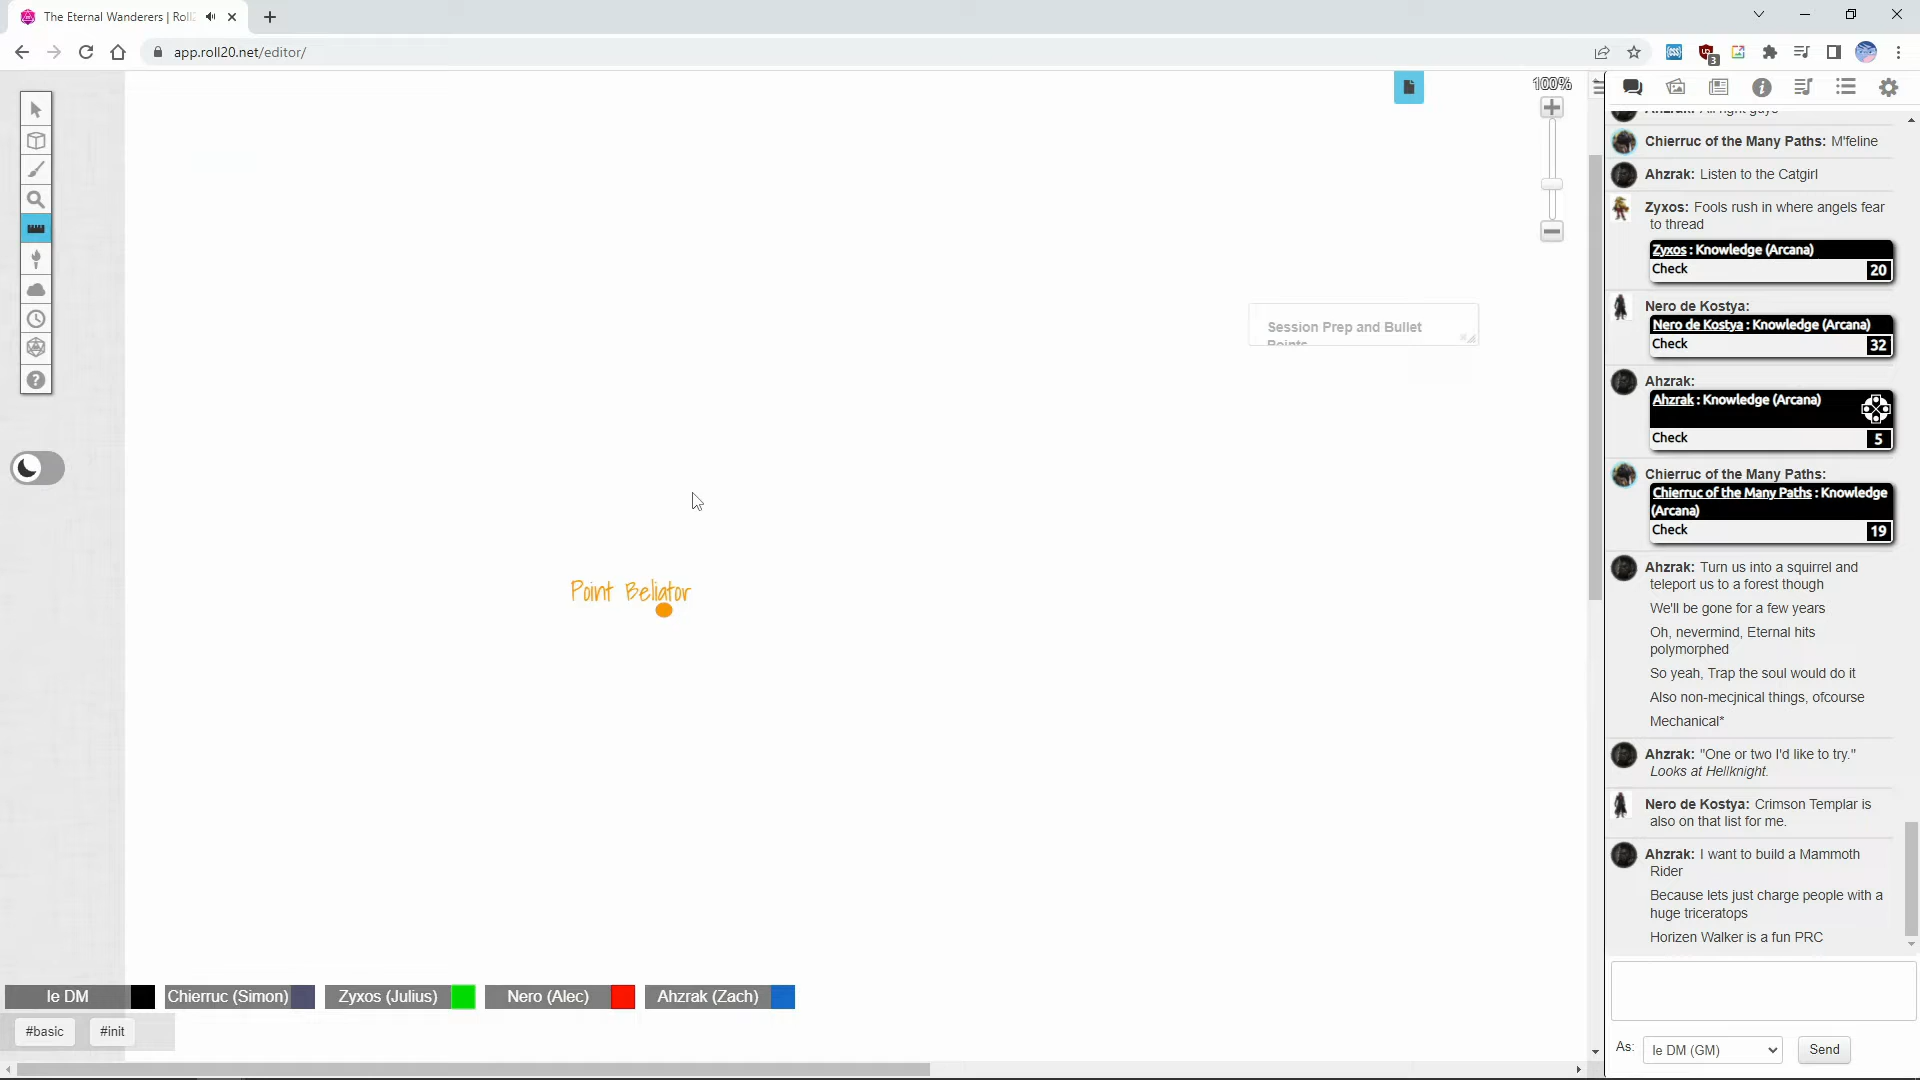 The Eternal Wanderers | Roll
app.roll20.net/editor/
3
100%
Session Prep and Bullet
Points
Point Beliator
All right guys
Chierruc of the Many Paths: M'feline
Ahzrak: Listen to the Catgirl
Zyxos: Fools rush in where angels fear
to thread
Zyxos : Knowledge (Arcana)
Check 20
Nero de Kostya:
Nero de Kostya : Knowledge (Arcana)
Check 32
Ahzrak:
Ahzrak : Knowledge (Arcana)
Check 5
Chierruc of the Many Paths:
Chierruc of the Many Paths : Knowledge
(Arcana)
Check 19
Ahzrak: Turn us into a squirrel and
teleport us to a forest though
We'll be gone for a few years
Oh, nevermind, Eternal hits
polymorphed
So yeah, Trap the soul would do it
Also non-mecjnical things, ofcourse
Mechanical*
Ahzrak: "One or two I'd like to try."
Looks at Hellknight.
Nero de Kostya: Crimson Templar is
also on that list for me.
Ahzrak: I want to build a Mammoth
Rider
Because lets just charge people with a
huge triceratops
Horizen Walker is a fun PRC
As: le DM (GM) Send
le DM Chierruc (Simon) Zyxos (Julius) Nero (Alec) Ahzrak (Zach)
#basic #init